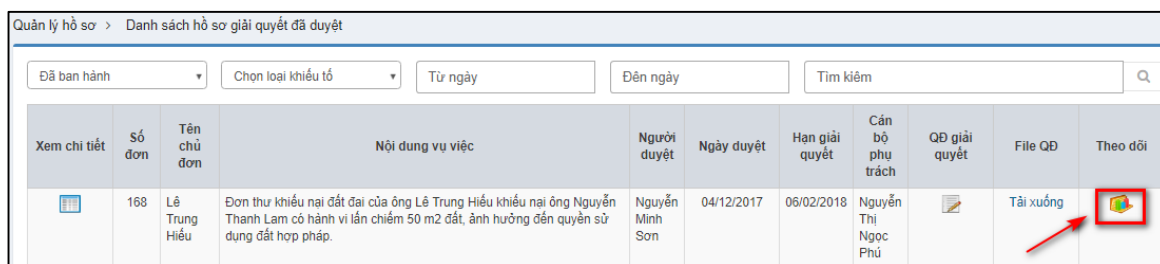 Quản lý hồ sơ > Danh sách hồ sơ giải quyết đã duyệt
Đã ban hành Chọn loại khiếu tố Từ ngày Đến ngày Tìm kiếm
Xem chi tiết
Số
đơn
Tên
chủ
đơn
Nội dung vụ việc
Người
duyệt
Ngày duyệt
Hạn giải
quyết
Cán
bộ
phụ
trách
QĐ giải
quyết
File QĐ
Theo dõi
168
Lê
Trung
Hiếu
Đơn thư khiếu nại đất đai của ông Lê Trung Hiếu khiếu nại ông Nguyễn
Thanh Lam có hành vi lấn chiếm 50 m2 đất, ảnh hưởng đến quyền sử
dụng đất hợp pháp.
Nguyễn
Minh
Sơn
04/12/2017
06/02/2018
Nguyễn
Thị
Ngọc
Phú
Tải xuống